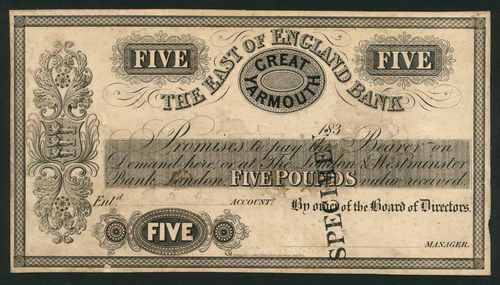 FIVE
THE EAST OF ENGLAND BANK
FIVE
GREAT
YARMOUTH
183
Promises to pay the Bearer on
Demand here, or at The London & Westminster
Bank London, FIVE POUNDS value received.
Ent.d
ACCOUNT.t
By order of the Board of Directors.
FIVE
SPECIMEN
MANAGER.